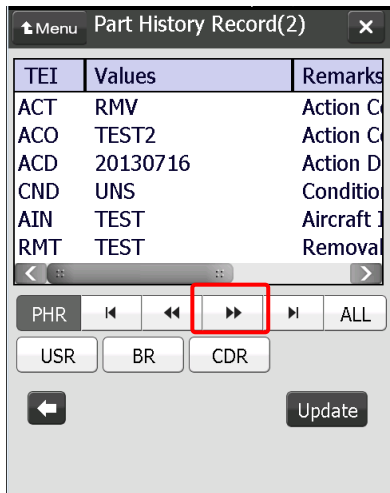 Menu Part History Record(2)
TEI Values Remarks
ACT RMV Action C
ACO TEST2 Action C
ACD 20130716 Action D
CND UNS Conditio
AIN TEST Aircraft
RMT TEST Removal
PHR ALL
USR BR CDR
Update